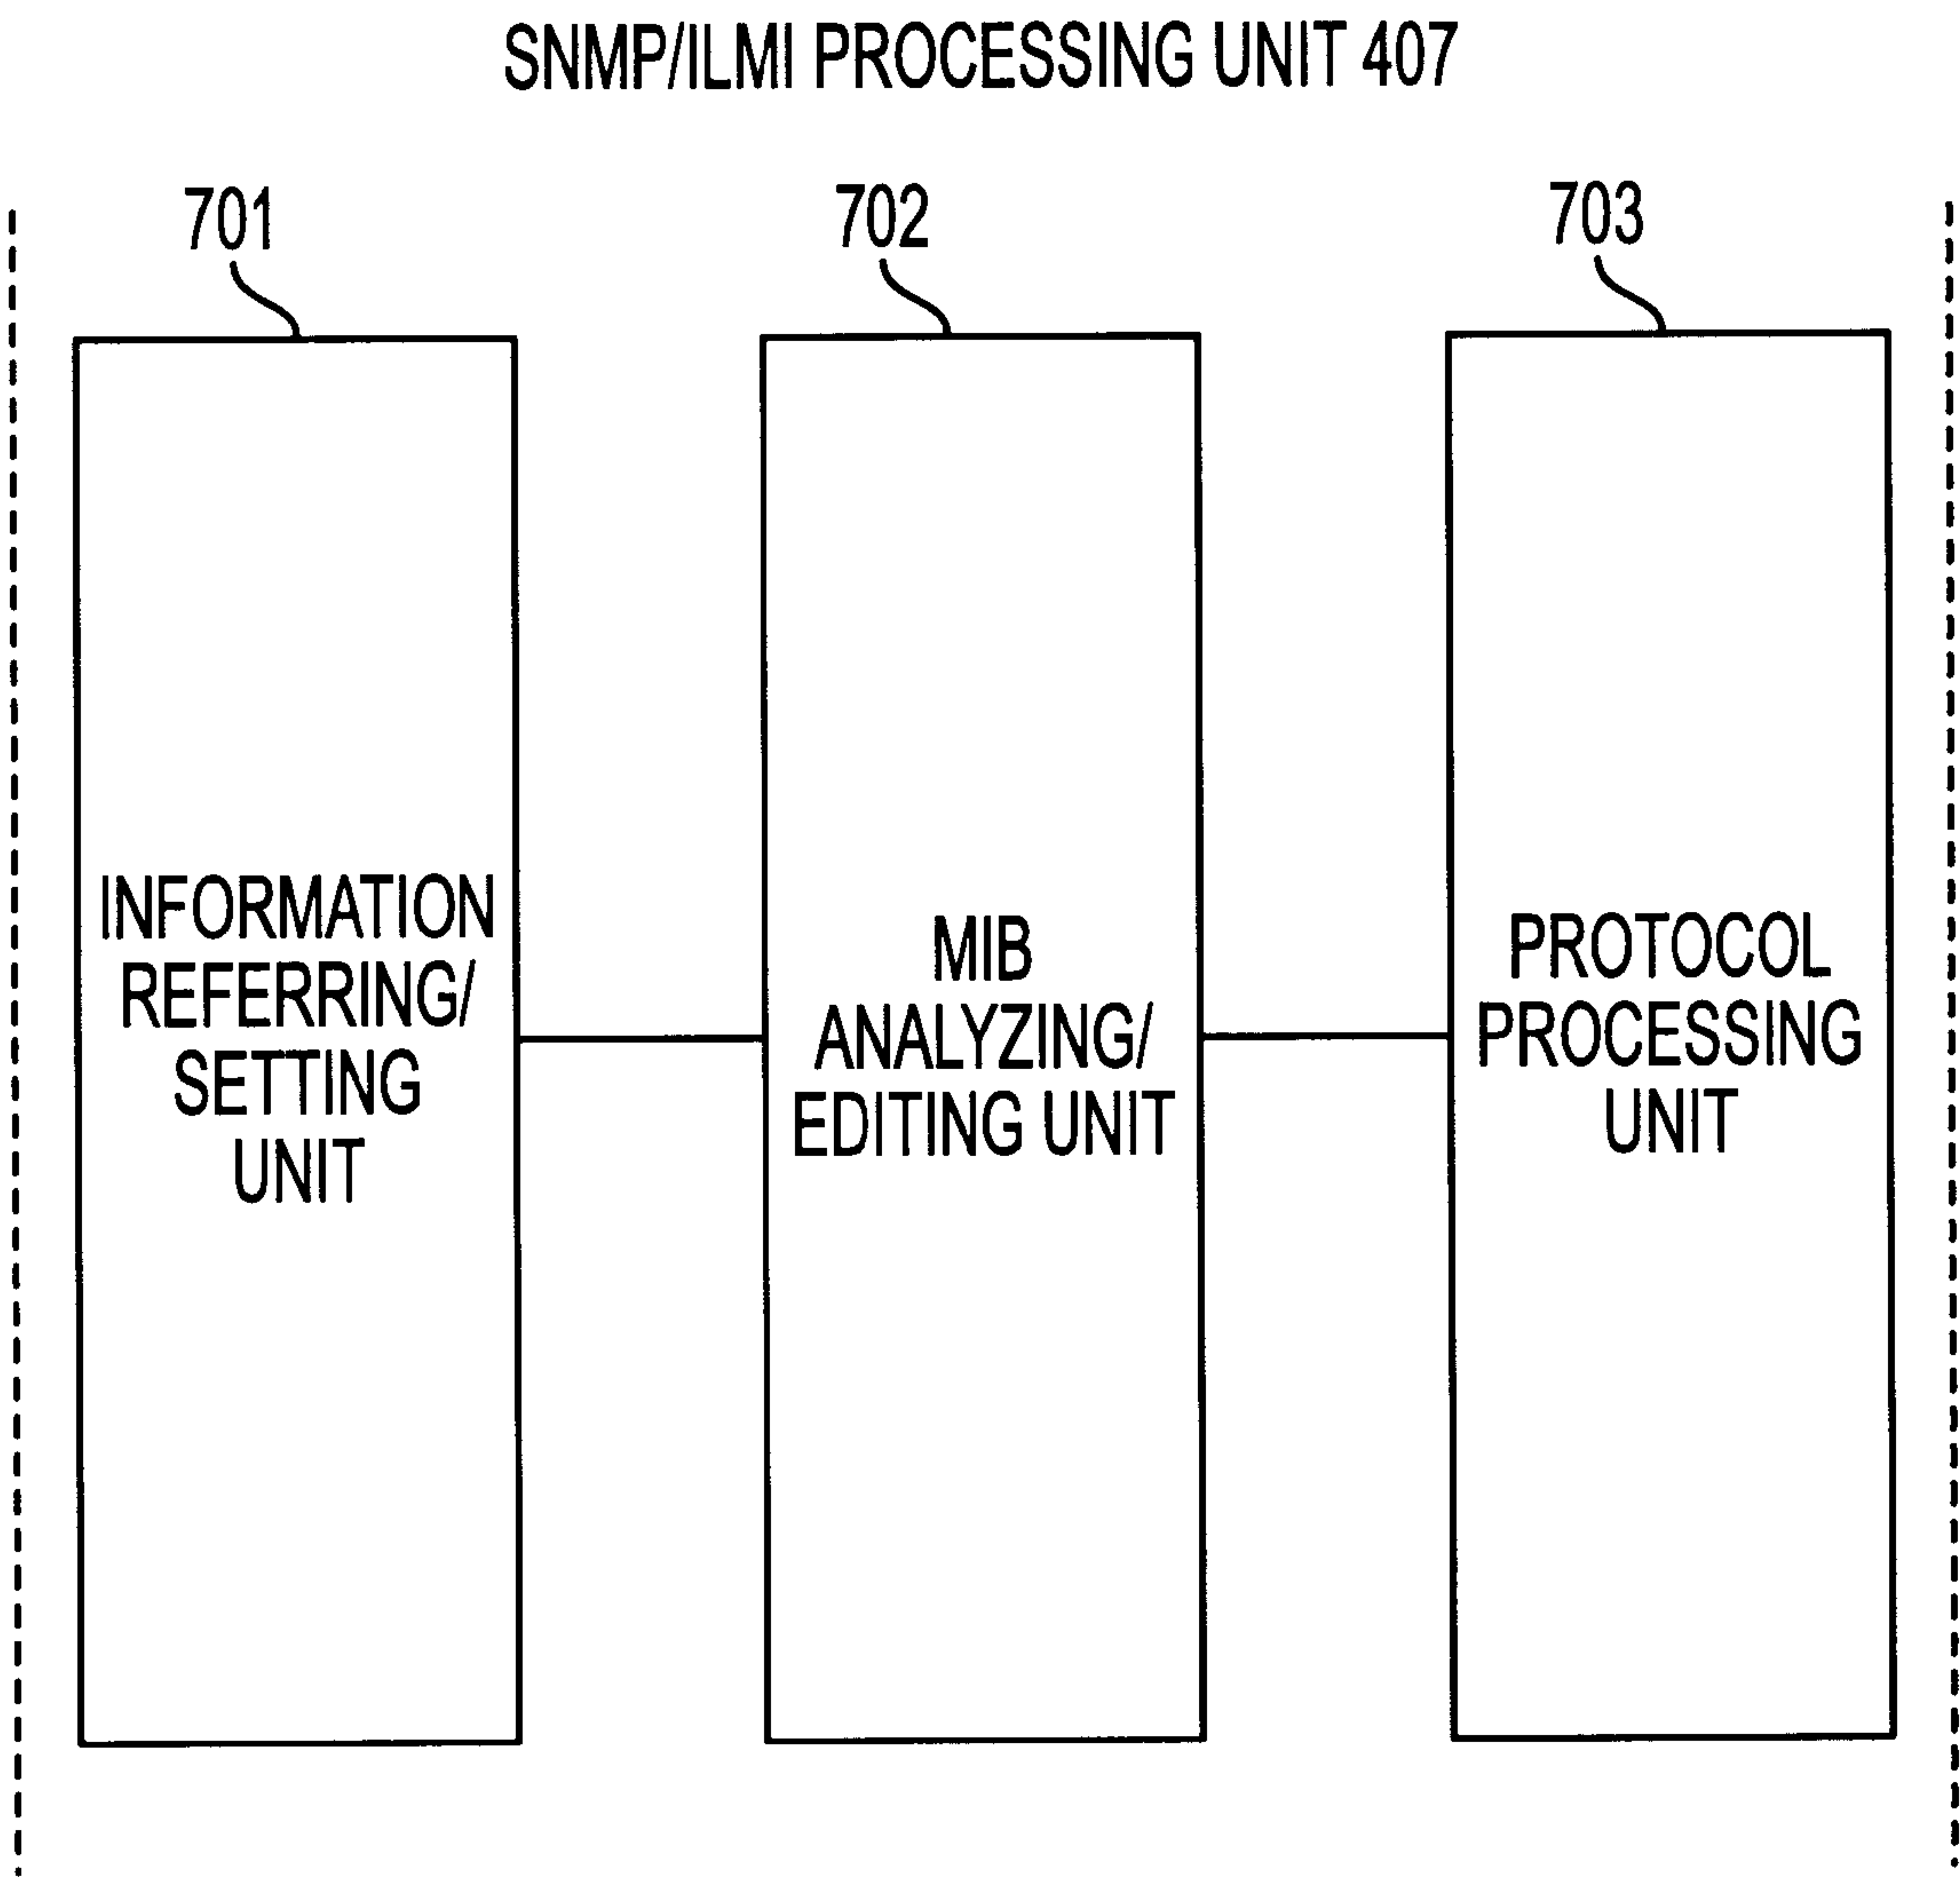 SNMP/ILMI PROCESSING UNIT 407
701
702
703
INFORMATION
REFERRING/
SETTING
UNIT
MIB
ANALYZING/
EDITING UNIT
PROTOCOL
PROCESSING
UNIT